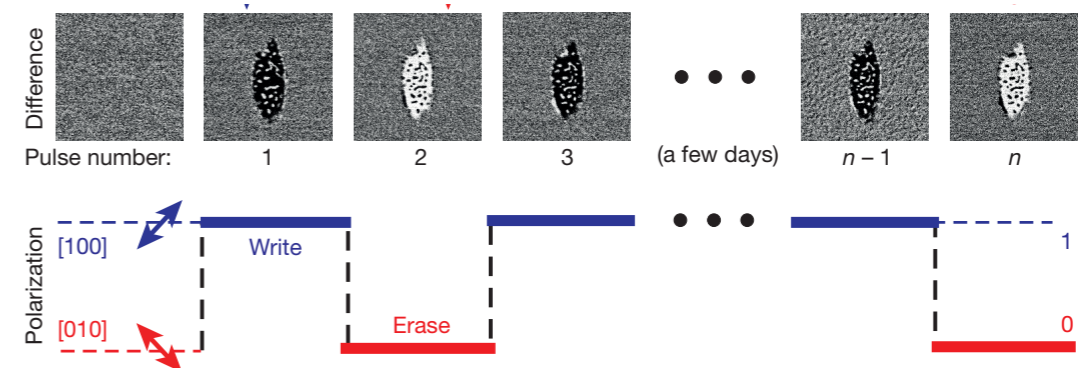 Difference
Pulse number: 1 2 3 (a few days) n – 1 n
Polarization
[100] Write 1
[010] Erase 0